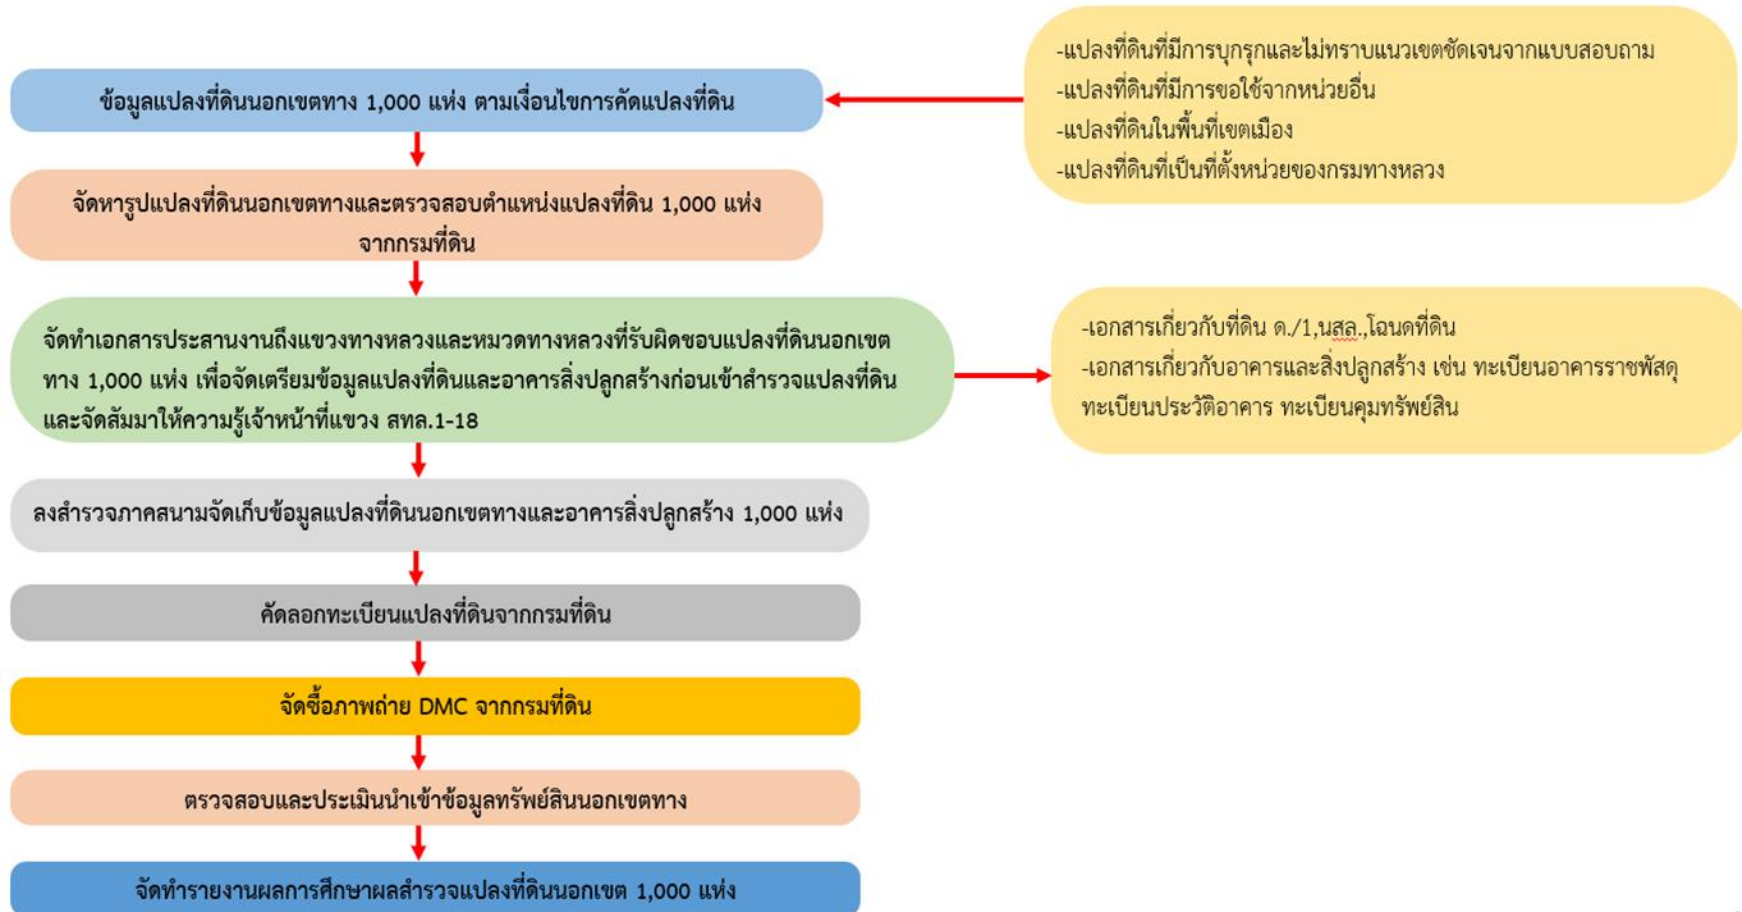 -แปลงที่ดินที่มีการบุกรุกและไม่ทราบแนวเขตชัดเจนจากแบบสอบถาม
-แปลงที่ดินที่มีการขอใช้จากหน่วยอื่น
-แปลงที่ดินในพื้นที่เขตเมือง
-แปลงที่ดินที่เป็นที่ตั้งหน่วยของกรมทางหลวง
ข้อมูลแปลงที่ดินนอกเขตทาง 1,000 แห่ง ตามเงื่อนไขการคัดแปลงที่ดิน
จัดหารูปแปลงที่ดินนอกเขตทางและตรวจสอบตำแหน่งแปลงที่ดิน 1,000 แห่ง
จากกรมที่ดิน
จัดทำเอกสารประสานงานถึงแขวงทางหลวงและหมวดทางหลวงที่รับผิดชอบแปลงที่ดินนอกเขต
ทาง 1,000 แห่ง เพื่อจัดเตรียมข้อมูลแปลงที่ดินและอาคารสิ่งปลูกสร้างก่อนเข้าสำรวจแปลงที่ดิน
และจัดสัมมาให้ความรู้เจ้าหน้าที่แขวง สทล.1-18
-เอกสารเกี่ยวกับที่ดิน ด./1,นสล.,โฉนดที่ดิน
-เอกสารเกี่ยวกับอาคารและสิ่งปลูกสร้าง เช่น ทะเบียนอาคารราชพัสดุ
ทะเบียนประวัติอาคาร ทะเบียนคุมทรัพย์สิน
ลงสำรวจภาคสนามจัดเก็บข้อมูลแปลงที่ดินนอกเขตทางและอาคารสิ่งปลูกสร้าง 1,000 แห่ง
คัดลอกทะเบียนแปลงที่ดินจากกรมที่ดิน
จัดซื้อภาพถ่าย DMC จากกรมที่ดิน
ตรวจสอบและประเมินนำเข้าข้อมูลทรัพย์สินนอกเขตทาง
จัดทำรายงานผลการศึกษาผลสำรวจแปลงที่ดินนอกเขต 1,000 แห่ง